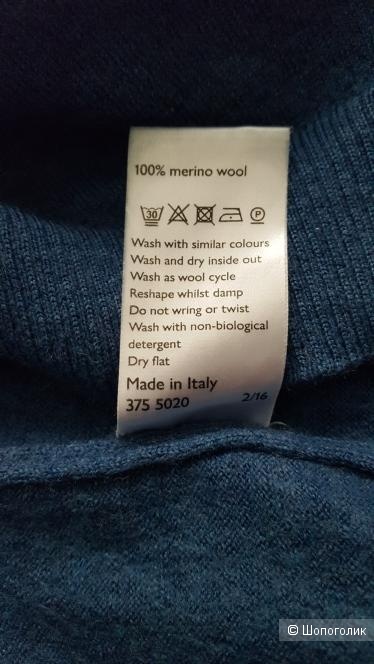 100% merino wool
30 P
Wash with similar colours
Wash and dry inside out
Wash as wool cycle
Reshape whilst damp
Do not wring or twist
Wash with non-biological
detergent
Dry flat
Made in Italy
375 5020 2/16
© Шопоголик